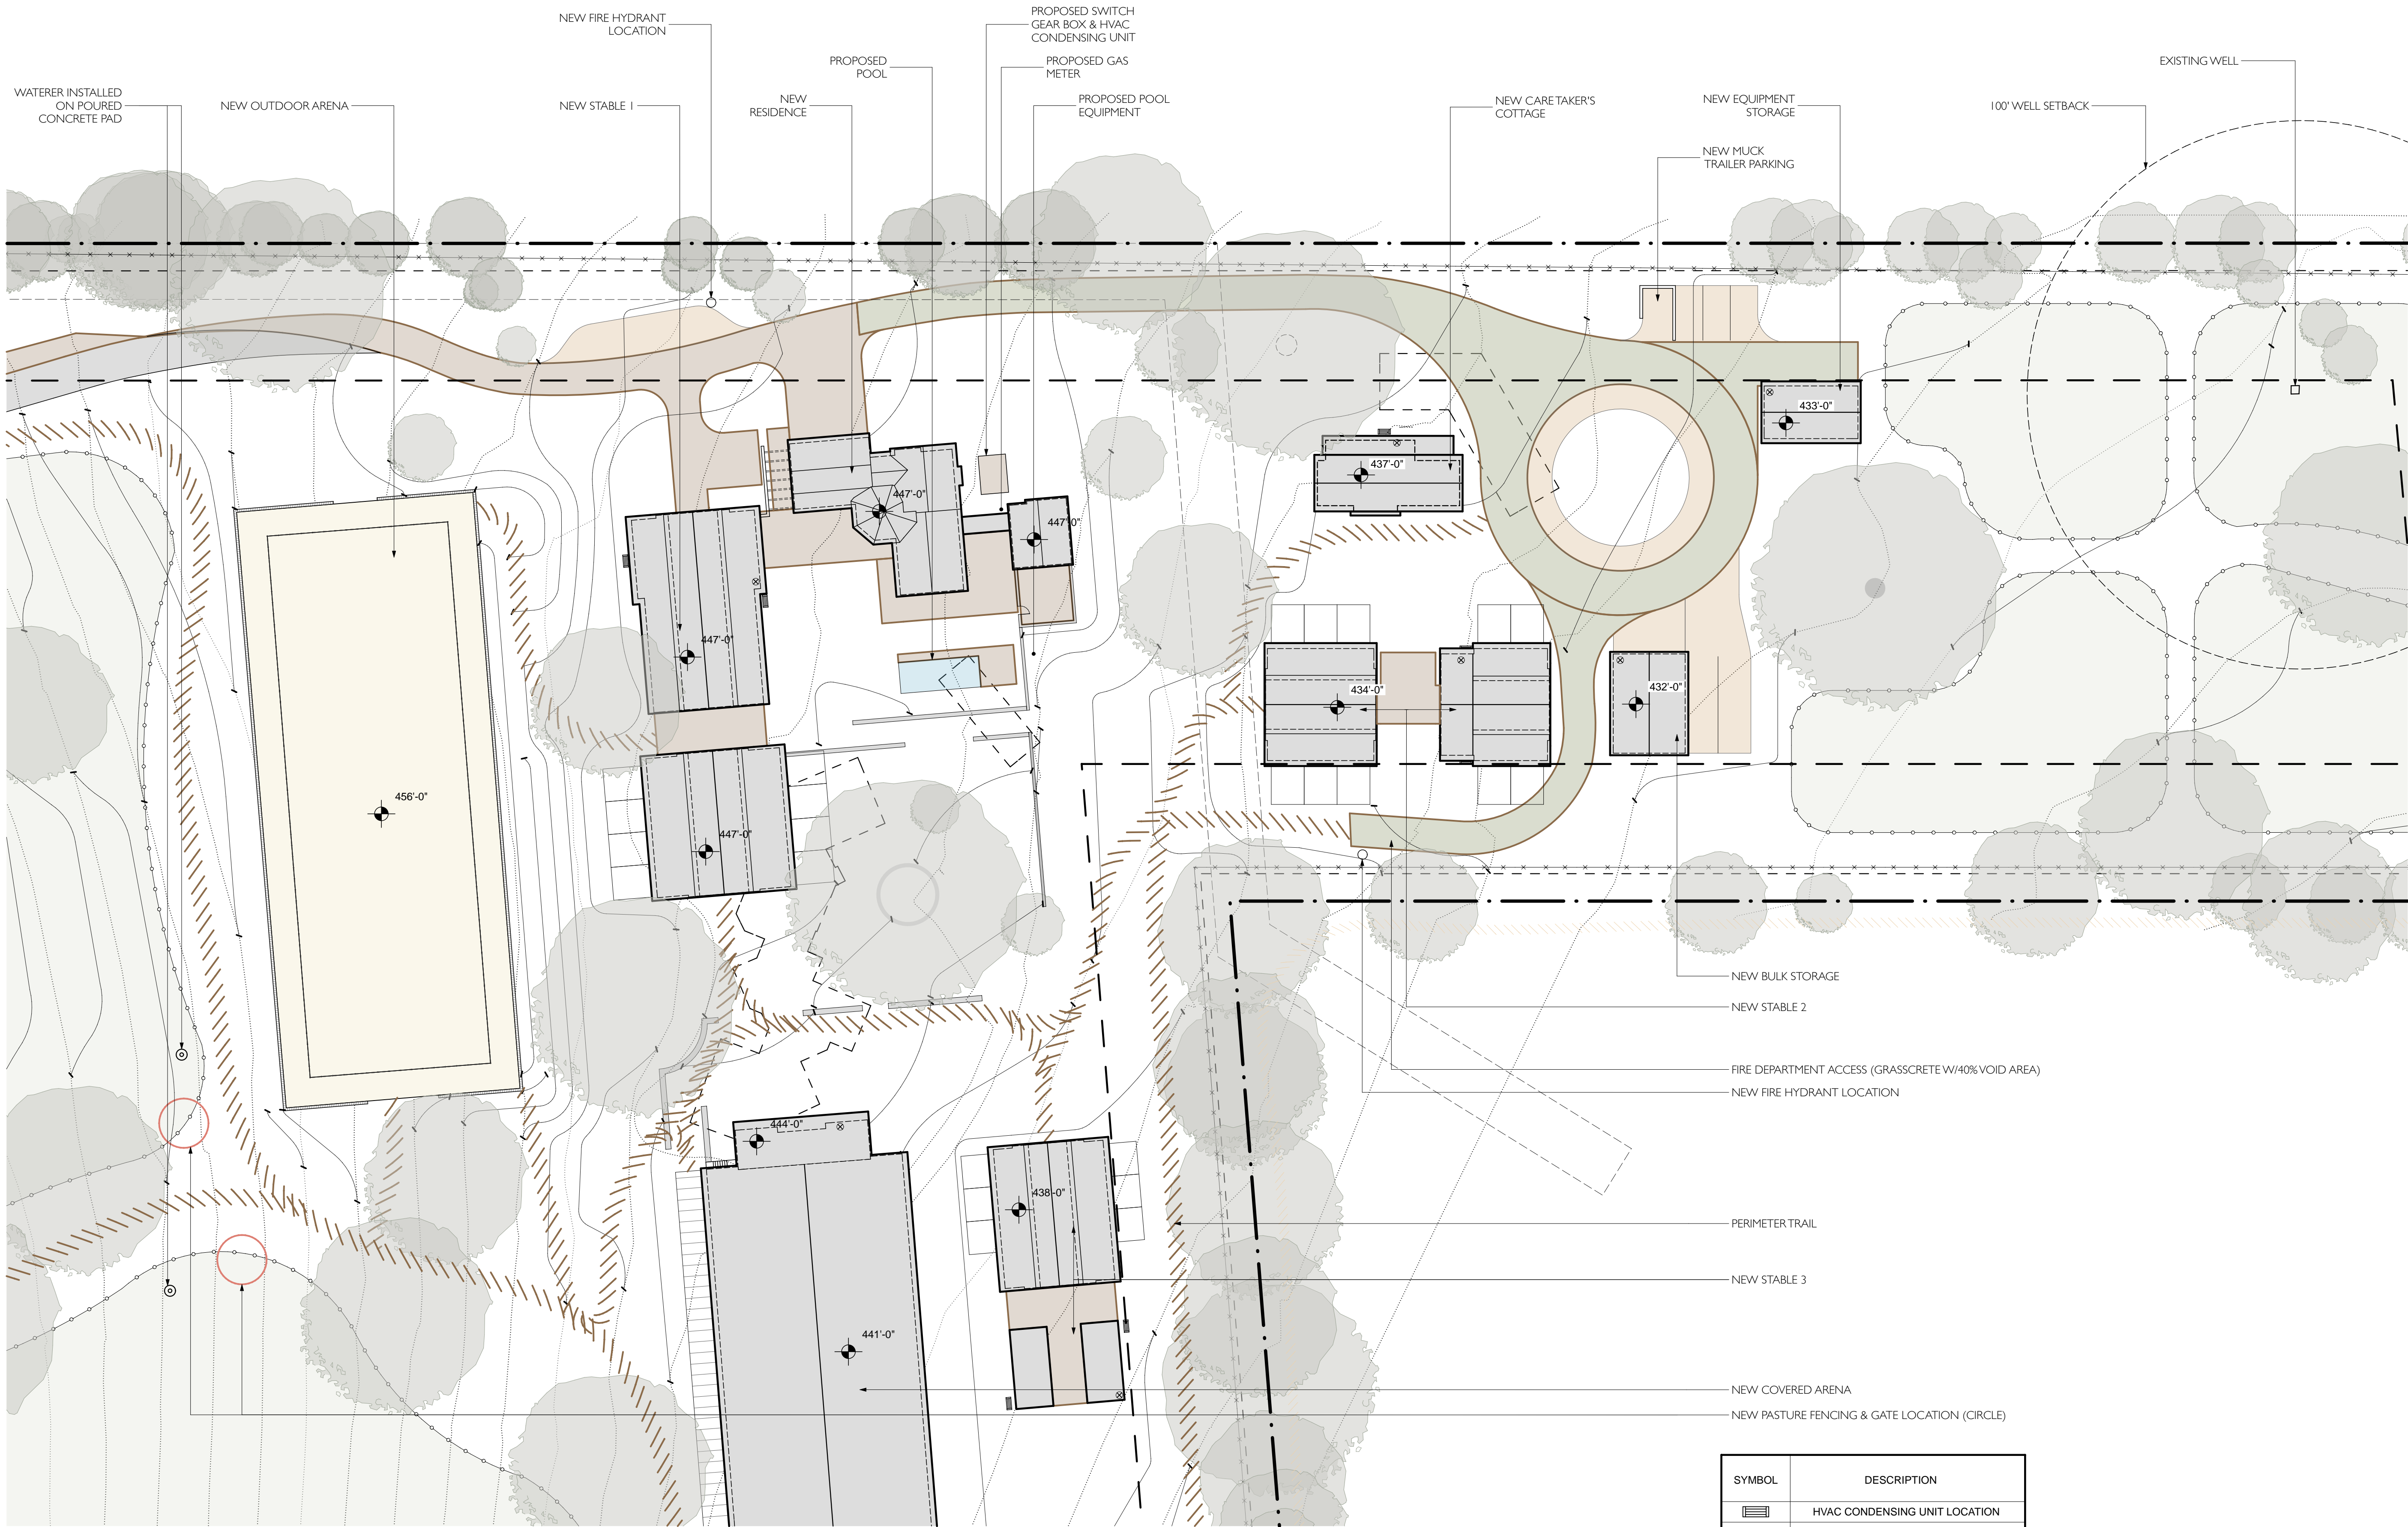 NEW FIRE HYDRANT
LOCATION
PROPOSED SWITCH
GEAR BOX & HVAC
CONDENSING UNIT
PROPOSED
POOL
PROPOSED GAS
METER
EXISTING WELL
WATERER INSTALLED
ON POURED
CONCRETE PAD
NEW OUTDOOR ARENA
NEW STABLE 1
NEW
RESIDENCE
PROPOSED POOL
EQUIPMENT
NEW CARETAKER'S
COTTAGE
NEW EQUIPMENT
STORAGE
100' WELL SETBACK
NEW MUCK
TRAILER PARKING
433'-0"
437'-0"
447'-0"
447'-0"
447'-0"
434'-0"
432'-0"
456'-0"
447'-0"
NEW BULK STORAGE
NEW STABLE 2
FIRE DEPARTMENT ACCESS (GRASSCRETE W/40% VOID AREA)
NEW FIRE HYDRANT LOCATION
444'-0"
438'-0"
PERIMETER TRAIL
NEW STABLE 3
441'-0"
NEW COVERED ARENA
NEW PASTURE FENCING & GATE LOCATION (CIRCLE)
SYMBOL DESCRIPTION
HVAC CONDENSING UNIT LOCATION